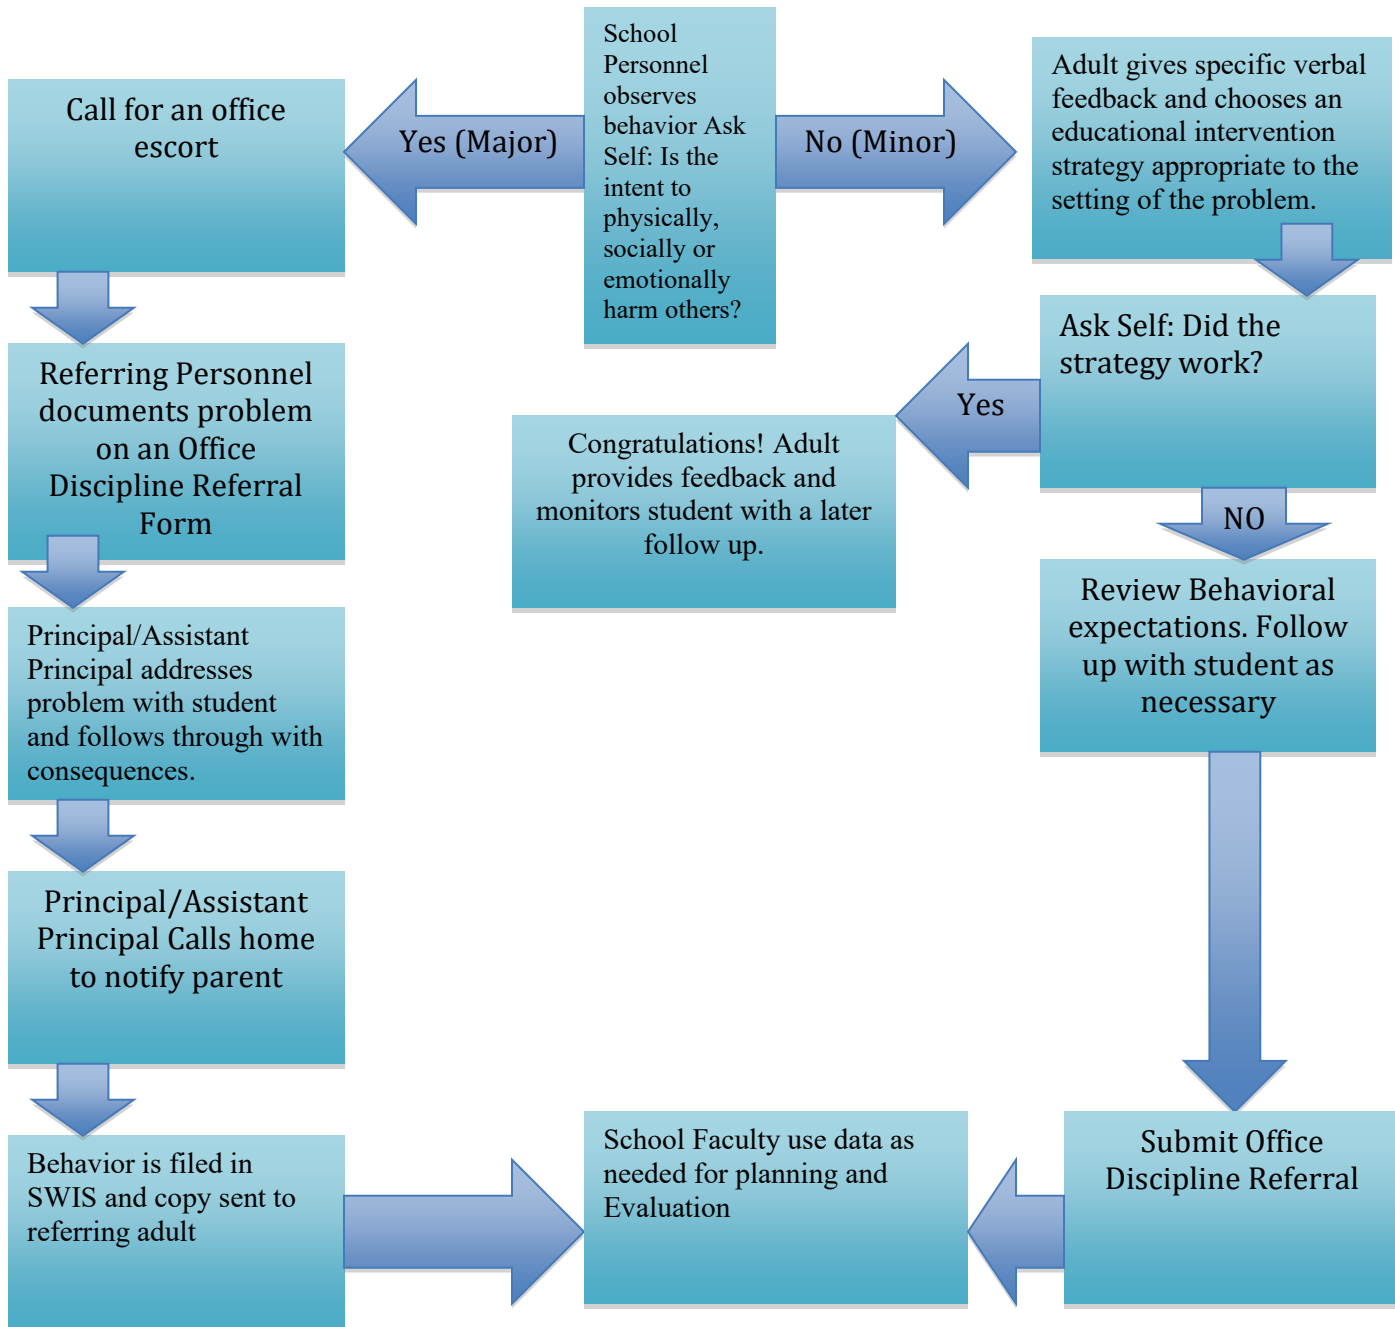 School
Personnel
observes
behavior Ask
Self: Is the
intent to
physically,
socially or
emotionally
harm others?
Yes (Major)
No (Minor)
Call for an office
escort
Referring Personnel
documents problem
on an Office
Discipline Referral
Form
Principal/Assistant
Principal addresses
problem with student
and follows through with
consequences.
Principal/Assistant
Principal Calls home
to notify parent
Behavior is filed in
SWIS and copy sent to
referring adult
Adult gives specific verbal
feedback and chooses an
educational intervention
strategy appropriate to the
setting of the problem.
Ask Self: Did the
strategy work?
Yes
Congratulations! Adult
provides feedback and
monitors student with a later
follow up.
NO
Review Behavioral
expectations. Follow
up with student as
necessary
Submit Office
Discipline Referral
School Faculty use data as
needed for planning and
Evaluation